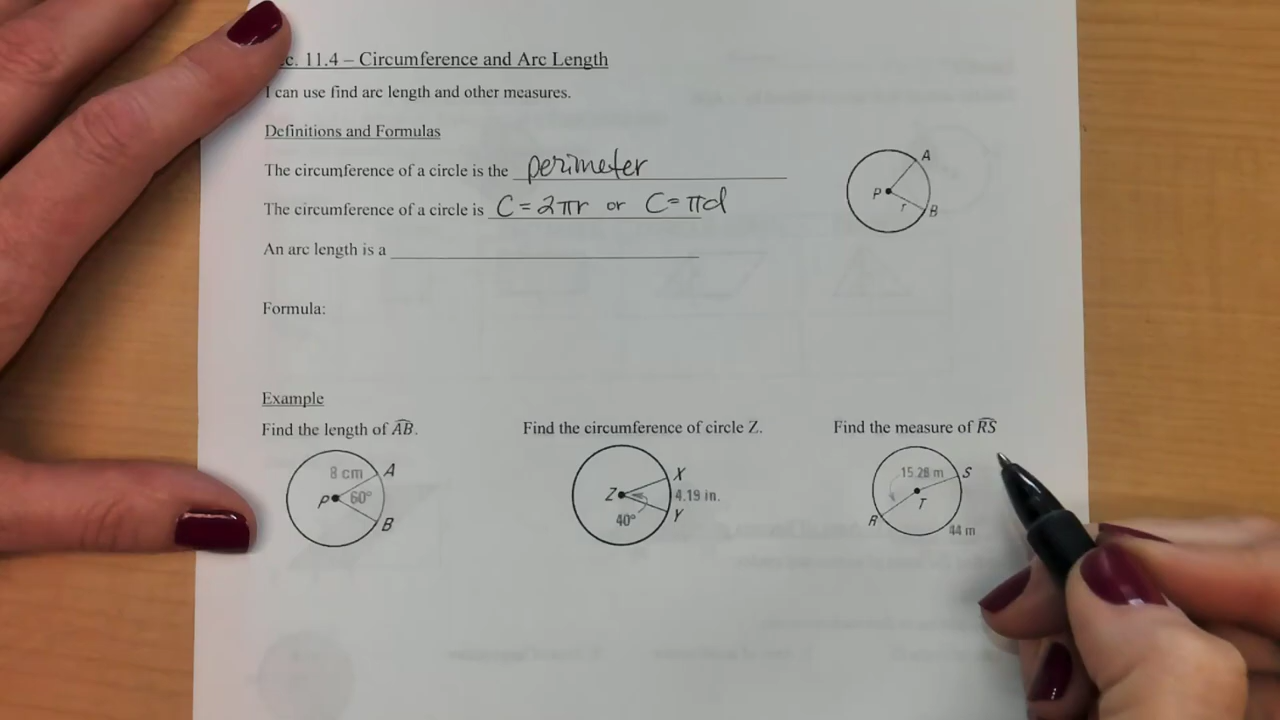 c. 11.4 – Circumference and Arc Length
I can use find arc length and other measures.
Definitions and Formulas
The circumference of a circle is the perimeter
The circumference of a circle is C = 2πr or C = πd
An arc length is a
A
P
r
B
Formula:
Example
Find the length of AB.
Find the circumference of circle Z.
Find the measure of RS
8 cm A
P 60°
B
X
Z 4.19 in.
40° Y
15.28 m S
T
R
44 m